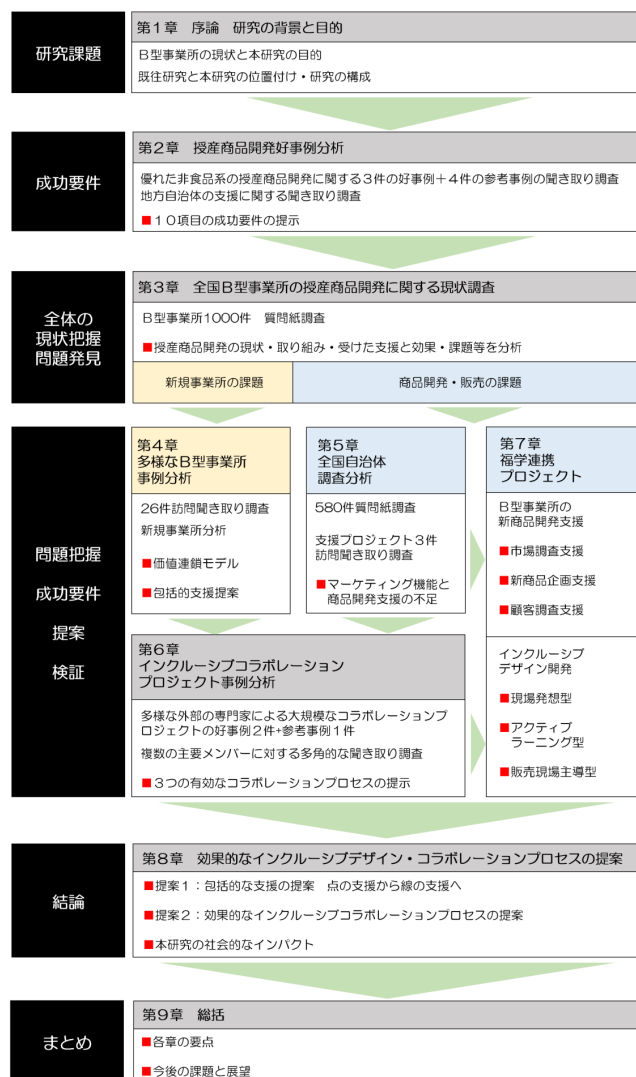 研究課題
第1章 序論 研究の背景と目的
B型事業所の現状と本研究の目的
既往研究と本研究の位置付け・研究の構成
成功要件
第2章 授産商品開発好事例分析
優れた非食品系の授産商品開発に関する3件の好事例+4件の参考事例の聞き取り調査
地方自治体の支援に関する聞き取り調査
■10項目の成功要件の提示
全体の
現状把握
問題発見
第3章 全国B型事業所の授産商品開発に関する現状調査
B型事業所1000件 質問紙調査
■授産商品開発の現状・取り組み・受けた支援と効果・課題等を分析
新規事業所の課題
商品開発・販売の課題
問題把握
成功要件
提案
検証
第4章
多様なB型事業所
事例分析
26件訪問聞き取り調査
新規事業所分析
■価値連鎖モデル
■包括的支援提案
第5章
全国自治体
調査分析
580件質問紙調査
支援プロジェクト3件
訪問聞き取り調査
■マーケティング機能と
商品開発支援の不足
第6章
インクルーシブコラボレーション
プロジェクト事例分析
多様な外部の専門家による大規模なコラボレーションプ
ロジェクトの好事例2件+参考事例1件
複数の主要メンバーに対する多角的な聞き取り調査
■3つの有効なコラボレーションプロセスの提示
第7章
福学連携
プロジェクト
B型事業所の
新商品開発支援
■市場調査支援
■新商品企画支援
■顧客調査支援
インクルーシブ
デザイン開発
■現場発想型
■アクティブ
ラーニング型
■販売現場主導型
結論
第8章 効果的なインクルーシブデザイン・コラボレーションプロセスの提案
■提案1:包括的な支援の提案 点の支援から線の支援へ
■提案2:効果的なインクルーシブコラボレーションプロセスの提案
■本研究の社会的なインパクト
まとめ
第9章 総括
■各章の要点
■今後の課題と展望